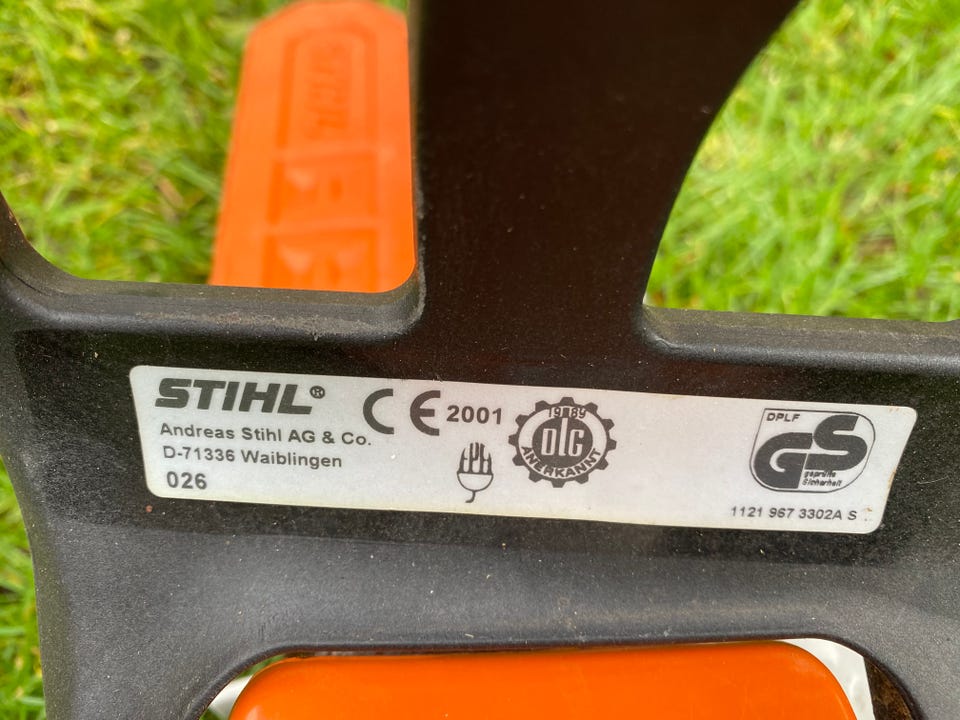 STIHL
STIHL®
Andreas Stihl AG & Co.
D-71336 Waiblingen
026
CE 2001
1989
DLG
ANERKANNT
DPLF
GS
geprüfte
Sicherheit
1121 967 3302A S